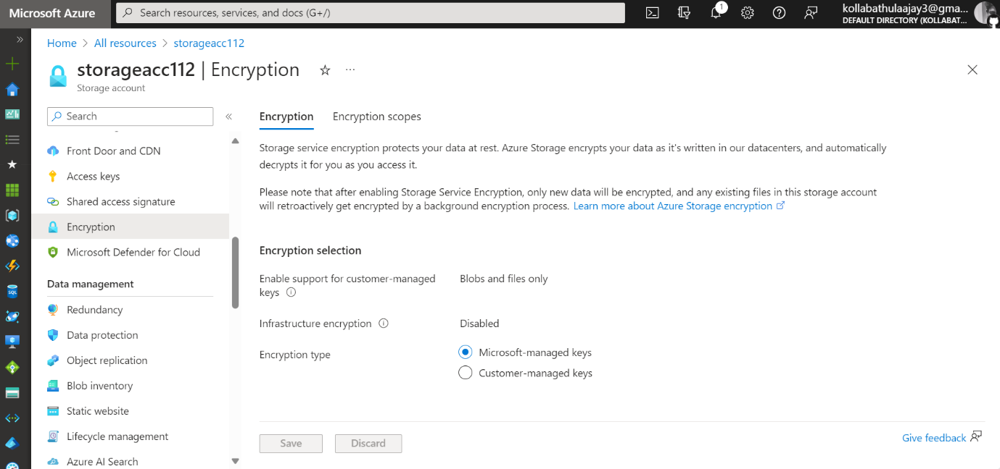 Microsoft Azure
Search resources, services, and docs (G+/)
1
kollabathulaajay3@gma...
DEFAULT DIRECTORY (KOLLABAT...
Home > All resources > storageacc112
storageacc112 | Encryption
Storage account
Search
Front Door and CDN
Access keys
Shared access signature
Encryption
Microsoft Defender for Cloud
Data management
Redundancy
Data protection
Object replication
Blob inventory
Static website
Lifecycle management
Azure AI Search
Encryption Encryption scopes
Storage service encryption protects your data at rest. Azure Storage encrypts your data as it's written in our datacenters, and automatically
decrypts it for you as you access it.
Please note that after enabling Storage Service Encryption, only new data will be encrypted, and any existing files in this storage account
will retroactively get encrypted by a background encryption process. Learn more about Azure Storage encryption
Encryption selection
Enable support for customer-managed
keys
Blobs and files only
Infrastructure encryption Disabled
Encryption type
Microsoft-managed keys
Customer-managed keys
Save Discard
Give feedback
SQL